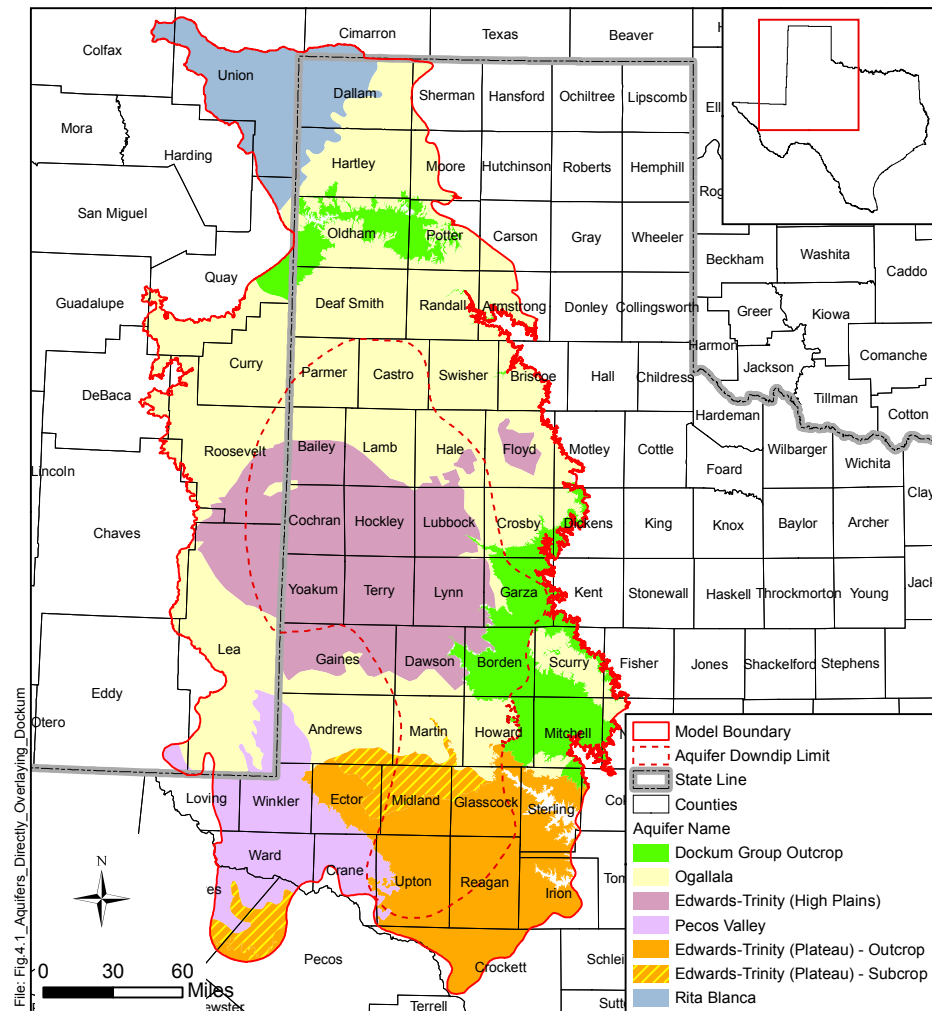 Cimarron
Texas
Beaver
Colfax
Union
Dallam
Sherman
Hansford
Ochiltree
Lipscomb
Mora
Harding
Hartley
Moore
Hutchinson
Roberts
Hemphill
San Miguel
Oldham
Potter
Carson
Gray
Wheeler
Beckham
Washita
Caddo
Quay
Guadalupe
Deaf Smith
Randall
Armstrong
Donley
Collingsworth
Greer
Kiowa
Harmon
Jackson
Comanche
Curry
Parmer
Castro
Swisher
Briscoe
Hall
Childress
Tillman
Cotton
DeBaca
Hardeman
Roosevelt
Bailey
Lamb
Hale
Floyd
Motley
Cottle
Foard
Wilbarger
Wichita
Lincoln
Clay
Chaves
Cochran
Hockley
Lubbock
Crosby
Dickens
King
Knox
Baylor
Archer
Yoakum
Terry
Lynn
Garza
Kent
Stonewall
Haskell
Throckmorton
Young
Jack
Lea
Gaines
Dawson
Borden
Scurry
Fisher
Jones
Shackelford
Stephens
Eddy
Otero
Andrews
Martin
Howard
Mitchell
Loving
Winkler
Ector
Midland
Glasscock
Sterling
Ward
Crane
Upton
Reagan
Irion
Pecos
Crockett
Terrell
Schlei
Sutt
Model Boundary
Aquifer Downdip Limit
State Line
Counties
Aquifer Name
Dockum Group Outcrop
Ogallala
Edwards-Trinity (High Plains)
Pecos Valley
Edwards-Trinity (Plateau) - Outcrop
Edwards-Trinity (Plateau) - Subcrop
Rita Blanca
N
0 30 60
Miles
File: Fig.4.1_Aquifers_Directly_Overlaying_Dockum